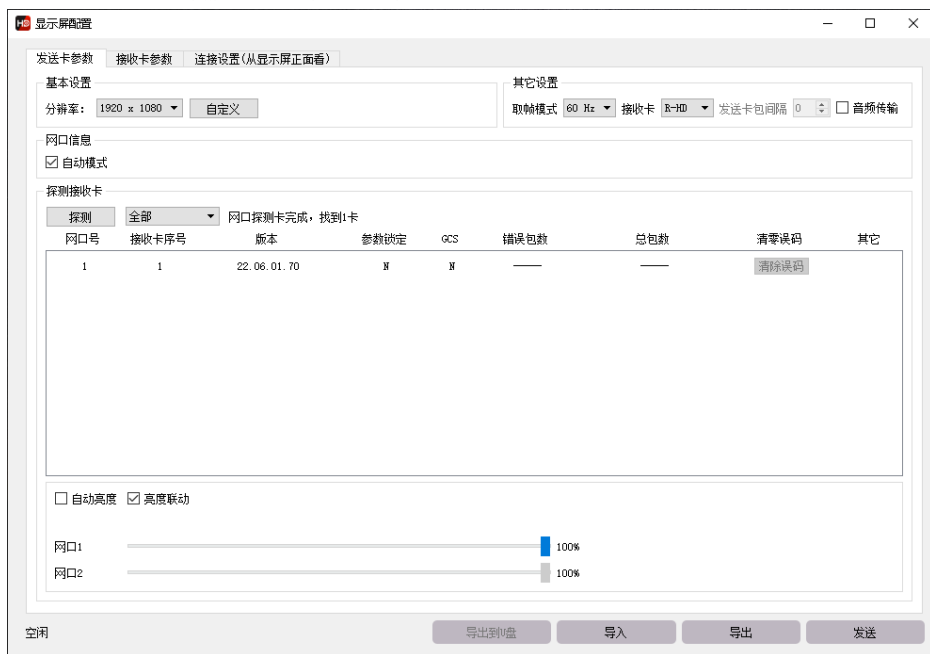 HD 显示屏配置
发送卡参数 接收卡参数 连接设置(从显示屏正面看)
基本设置 其它设置
分辨率: 1920 x 1080 自定义 取帧模式 60 Hz 接收卡 R-HD 发送卡包间隔 0 音频传输
网口信息
自动模式
探测接收卡
探测 全部 网口探测卡完成，找到1卡
网口号 接收卡序号 版本 参数锁定 GCS 错误包数 总包数 清零误码 其它
1 1 22.06.01.70 N N —— —— 清除误码
自动亮度 亮度联动
网口1 100%
网口2 100%
空闲 导出到U盘 导入 导出 发送